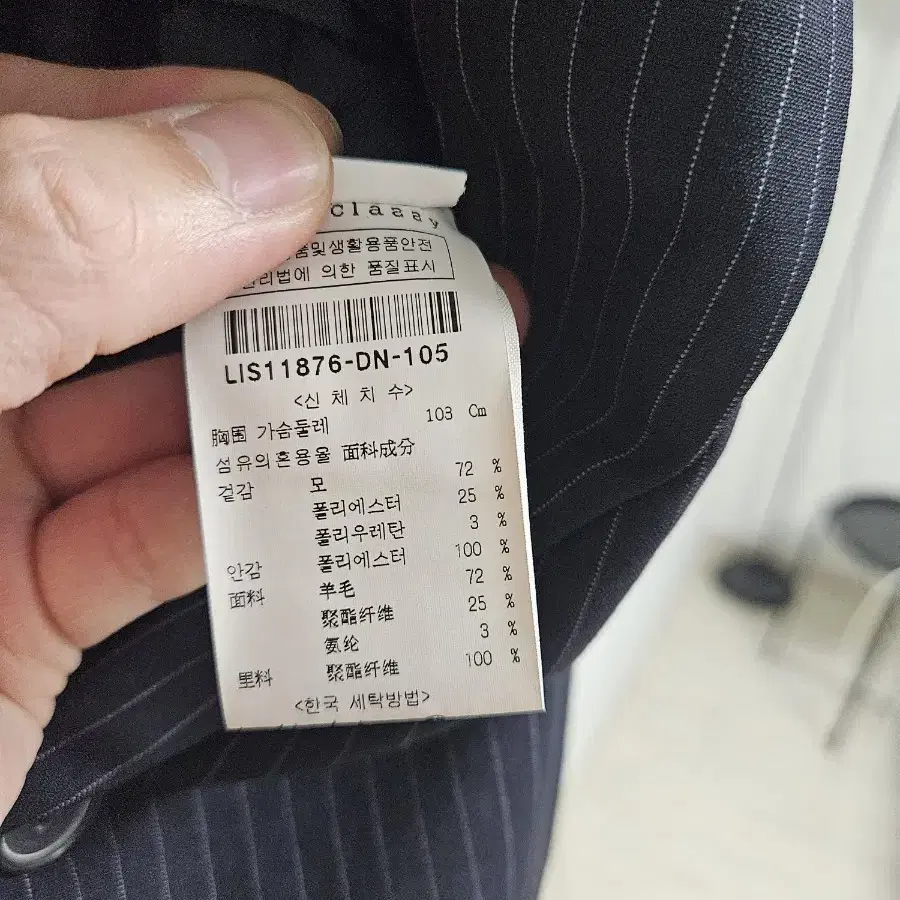 classy
품및생활용품안전
관리법에 의한 품질표시
LIS11876-DN-105
<신 체 치 수>
胸围 가슴둘레 103 Cm
섬유의혼용율 面料成分
겉감 모 72 %
폴리에스터 25 %
폴리우레탄 3 %
안감 폴리에스터 100 %
面料 羊毛 72 %
聚酯纤维 25 %
氨纶 3 %
里料 聚酯纤维 100 %
<한국 세탁방법>